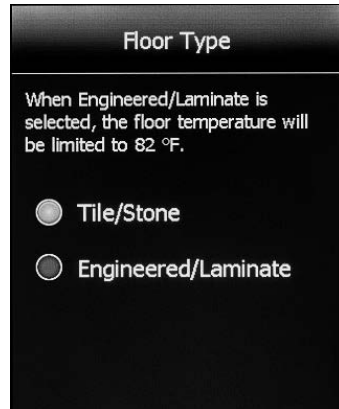 Floor Type
When Engineered/Laminate is
selected, the floor temperature will
be limited to 82 °F.
Tile/Stone
Engineered/Laminate